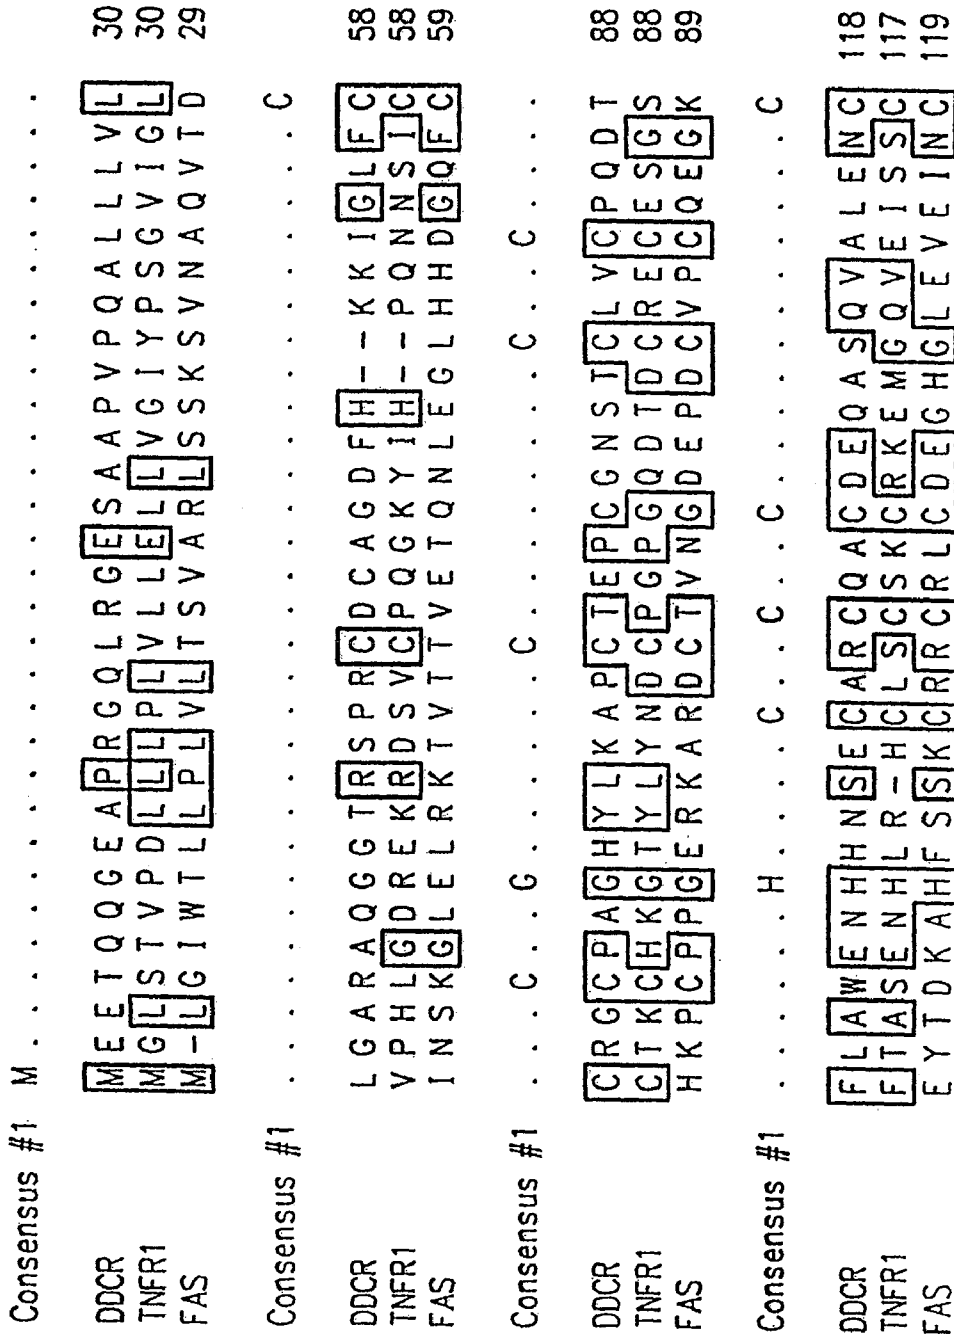 Consensus #1 M . . . . . . . . . . . . . . . . . . . . . . . . . . . . .
DDCR M E E T Q Q G E A P R G Q L R G E S A A P V P Q A L L L V L 30
TNFR1 M G L S T V P D L L L P L V L L E L L V G I Y P S G V I G L 30
FAS M - L G I W T L L P L V L T S V A R L S S K S V N A Q V T D 29
Consensus #1 . . . . . . . . . . . . . . . . . . . . . . . . . . . . . C
DDCR L G A R A Q G G T R S P R C D C A G D F H - - K K I G L F C 58
TNFR1 V P H L G D R E K R D S V C P Q G K Y I H - - P Q N N S I C 58
FAS I N S K G L E L R K T V T T V E T Q N L E G L H H D G Q F C 59
Consensus #1 . . . C . . G . . . . . . C . . . . . . . . C . . C . . . .
DDCR C R G C P A G H Y L K A P C T E P C G N S T C L V C P Q D T 88
TNFR1 C T K C H K G T Y L Y N D C P G P G Q D T D C R E C E S G S 88
FAS H K P C P P G E R K A R D C T V N G D E P D C V P C Q E G K 89
Consensus #1 . . . . . . H . . . . C . . C . . C . . . . . . . . . . . C
DDCR F L A W E N H H N S E C A R C Q A C D E Q A S Q V A L E N C 118
TNFR1 F T A S E N H L R - H C L S C S K C R K E M G Q V E I S S C 117
FAS E Y T D K A H F S S K C R R C R L C D E G H G L E V E I N C 119